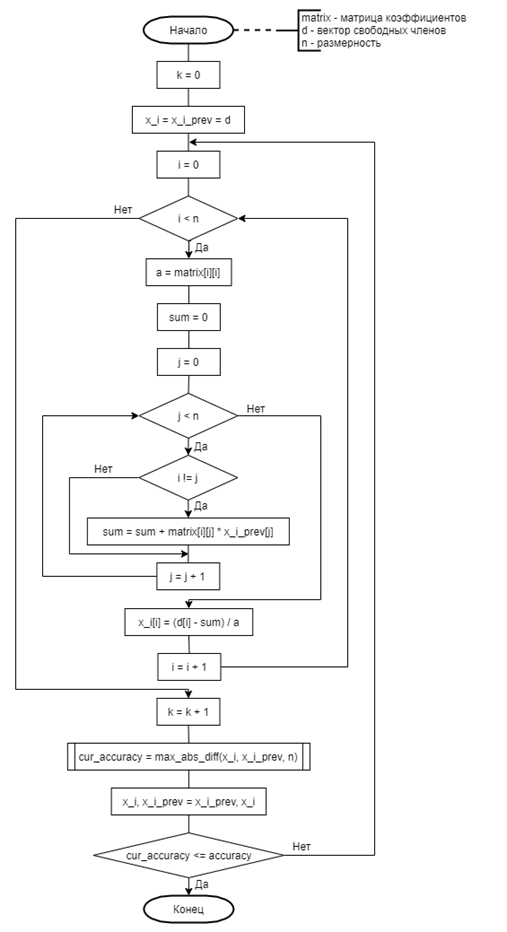 Начало
matrix - матрица коэффициентов
d - вектор свободных членов
n - размерность
k = 0
x_i = x_i_prev = d
i = 0
Нет
i < n
Да
a = matrix[i][i]
sum = 0
j = 0
j < n
Нет
Да
Нет
i != j
Да
sum = sum + matrix[i][j] * x_i_prev[j]
j = j + 1
x_i[i] = (d[i] - sum) / a
i = i + 1
k = k + 1
cur_accuracy = max_abs_diff(x_i, x_i_prev, n)
x_i, x_i_prev = x_i_prev, x_i
Нет
cur_accuracy <= accuracy
Да
Конец